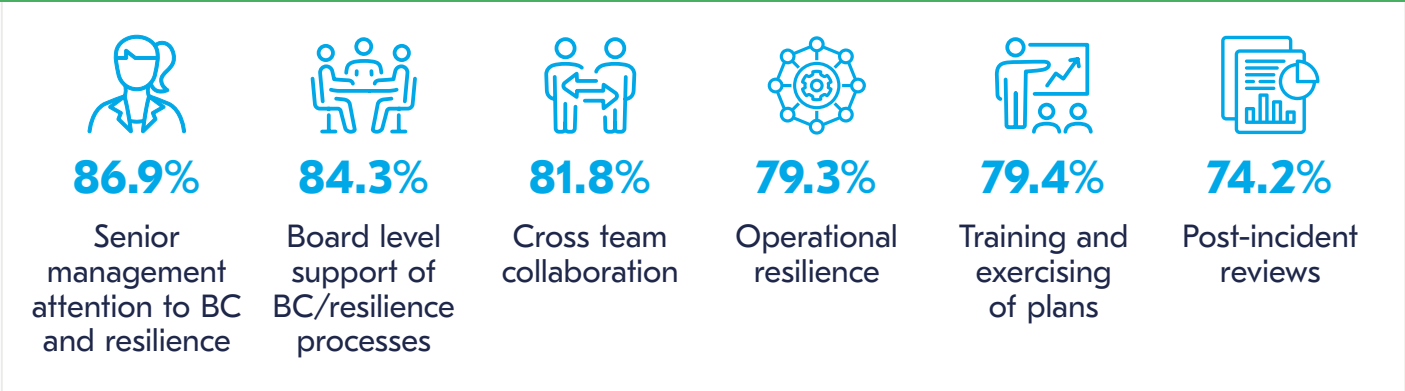 86.9%
Senior
management
attention to BC
and resilience
84.3%
Board level
support of
BC/resilience
processes
81.8%
Cross team
collaboration
79.3%
Operational
resilience
79.4%
Training and
exercising
of plans
74.2%
Post-incident
reviews